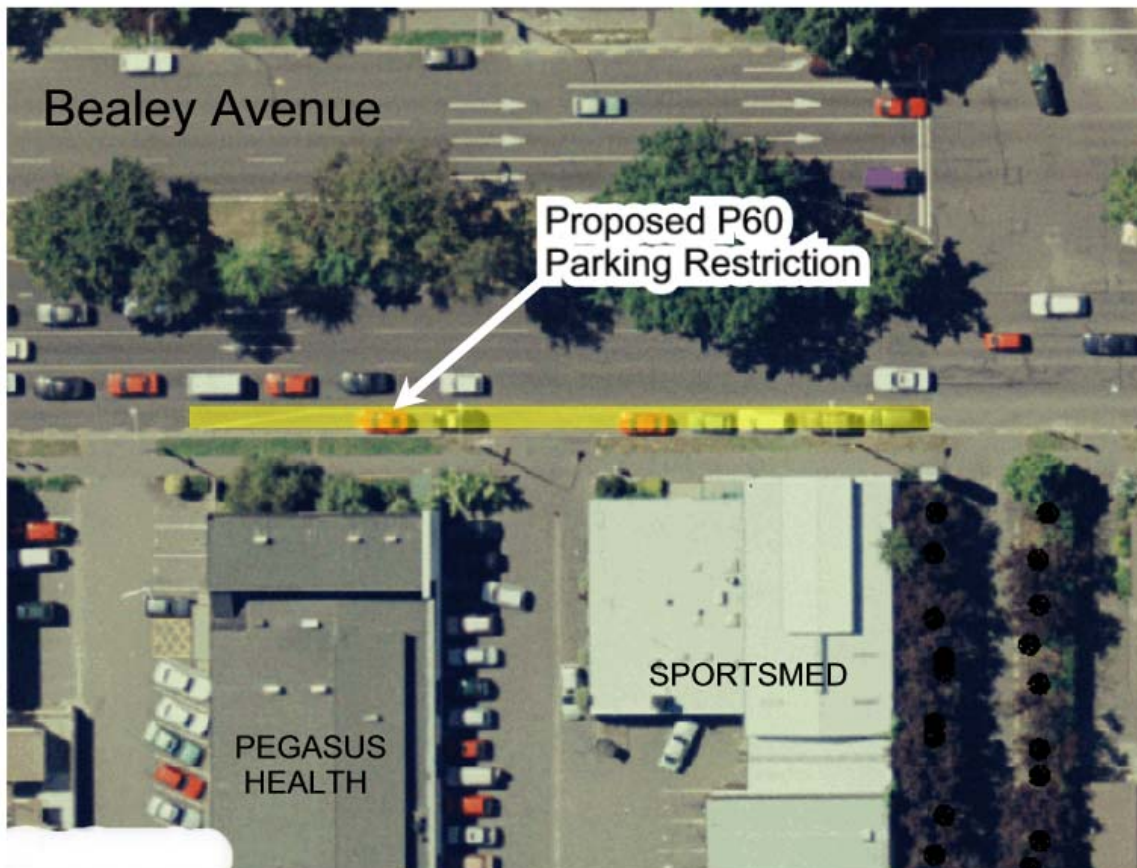 Bealey Avenue
Proposed P60
Parking Restriction
SPORTSMED
PEGASUS
HEALTH